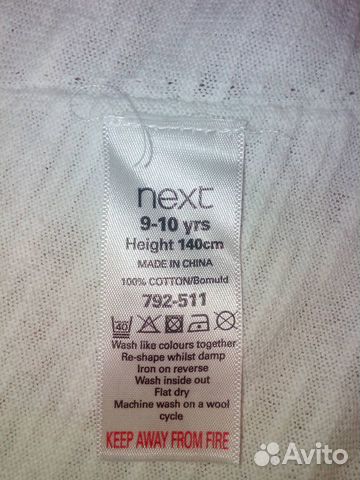 next
9-10 yrs
Height 140cm
MADE IN CHINA
100% COTTON/Bomuld
792-511
40
Wash like colours together
Re-shape whilst damp
Iron on reverse
Wash inside out
Flat dry
Machine wash on a wool
cycle
KEEP AWAY FROM FIRE
Avito